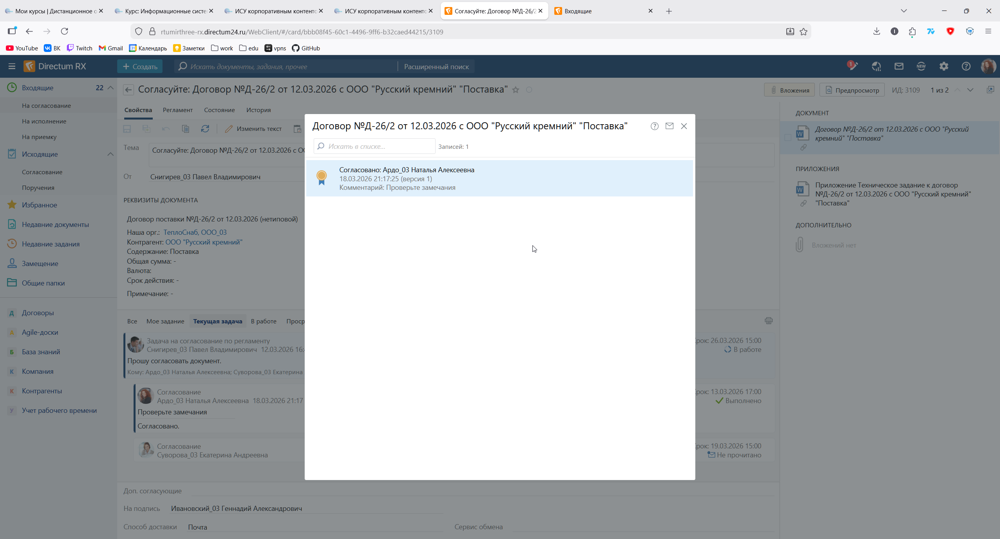 Мои курсы | Дистанционное о
Курс: Информационные систе
ИСУ корпоративным контенто
ИСУ корпоративным контенто
Согласуйте: Договор №Д-26/2
Входящие
rtumirthree-rx.directum24.ru/WebClient/#/card/bbb08f45-60c1-4496-9ff6-b32caed44215/3109
YouTube
ВК
Twitch
Gmail
31 Календарь
Заметки
work
edu
vpns
GitHub
Directum RX
Создать
Искать документы, задания, прочее
Расширенный поиск
1
NEW
Входящие 22
На согласование
На исполнение
На приемку
Исходящие
Согласование
Поручения
Избранное
Недавние документы
Недавние задания
Замещение
Общие папки
Д Договоры
А Agile-доски
Б База знаний
К Компания
К Контрагенты
У Учет рабочего времени
Согласуйте: Договор №Д-26/2 от 12.03.2026 с ООО "Русский кремний" "Поставка"
Вложения
Предпросмотр
ИД: 3109
1 из 2
Свойства
Регламент
Состояние
История
Изменить текст
Тема
Согласуйте: Договор №Д-26/2 от 12.03.2026 с ОО
От
Снигирев_03 Павел Владимирович
РЕКВИЗИТЫ ДОКУМЕНТА
Договор поставки №Д-26/2 от 12.03.2026 (нетиповой)
Наша орг.: ТеплоСнаб, ООО_03
Контрагент: ООО "Русский кремний"
Содержание: Поставка
Общая сумма: -
Валюта:
Срок действия: -
Примечание: -
Все
Мое задание
Текущая задача
В работе
Проср
Задача на согласование по регламенту
Снигирев_03 Павел Владимирович 12.03.2026 16:
Прошу согласовать документ.
Кому: Ардо_03 Наталья Алексеевна; Суворова_03 Екатерина
рок: 26.03.2026 15:00
В работе
Согласование
Ардо_03 Наталья Алексеевна 18.03.2026 21:17
Проверьте замечания
Согласовано.
рок: 13.03.2026 17:00
Выполнено
Согласование
Суворова_03 Екатерина Андреевна
рок: 19.03.2026 15:00
Не прочитано
Доп. согласующие
На подпись
Ивановский_03 Геннадий Александрович
Способ доставки
Почта
Сервис обмена
Договор №Д-26/2 от 12.03.2026 с ООО "Русский кремний" "Поставка"
Искать в списке...
Записей: 1
Согласовано: Ардо_03 Наталья Алексеевна
18.03.2026 21:17:25 (версия 1)
Комментарий: Проверьте замечания
ДОКУМЕНТ
Договор №Д-26/2 от 12.03.2026 с ООО "Русский
кремний" "Поставка"
ПРИЛОЖЕНИЯ
Приложение Техническое задание к договор
№Д-26/2 от 12.03.2026 с ООО "Русский кремний"
"Поставка"
ДОПОЛНИТЕЛЬНО
Вложений нет